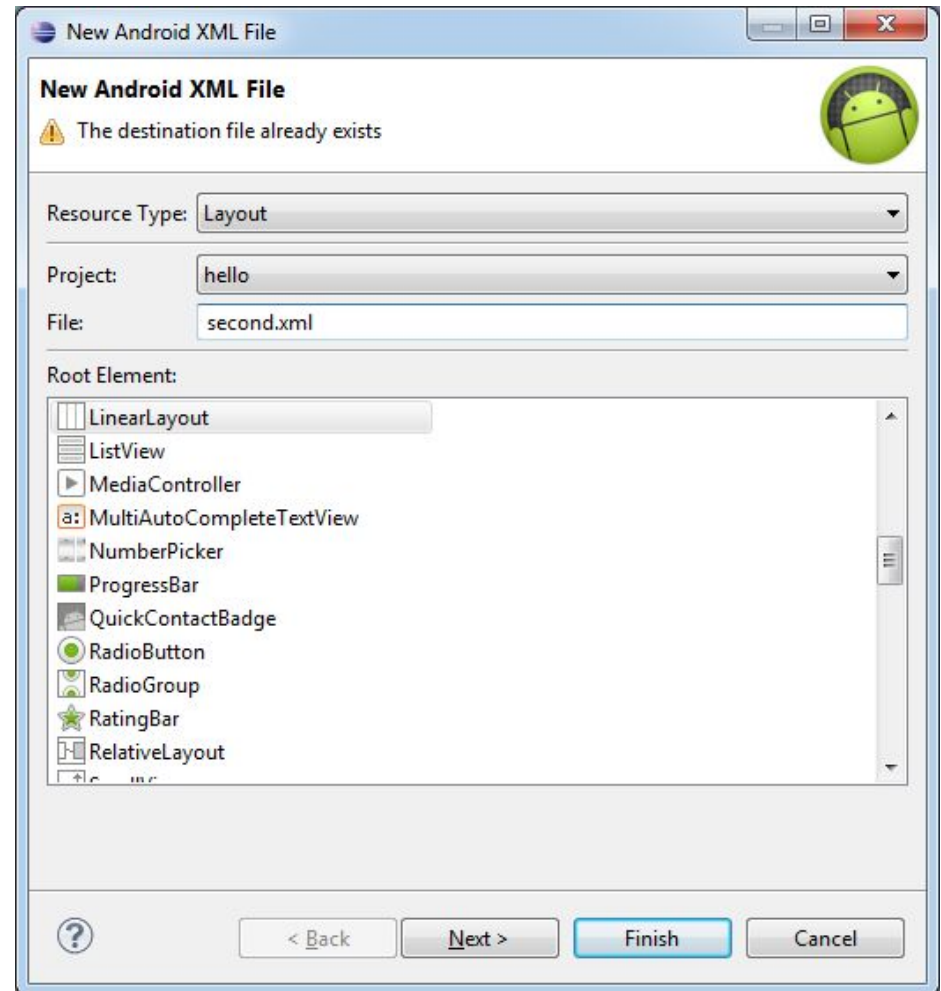 New Android XML File
New Android XML File
The destination file already exists
Resource Type: Layout
Project: hello
File: second.xml
Root Element:
LinearLayout
ListView
MediaController
a: MultiAutoCompleteTextView
NumberPicker
ProgressBar
QuickContactBadge
RadioButton
RadioGroup
RatingBar
RelativeLayout
? < Back Next > Finish Cancel